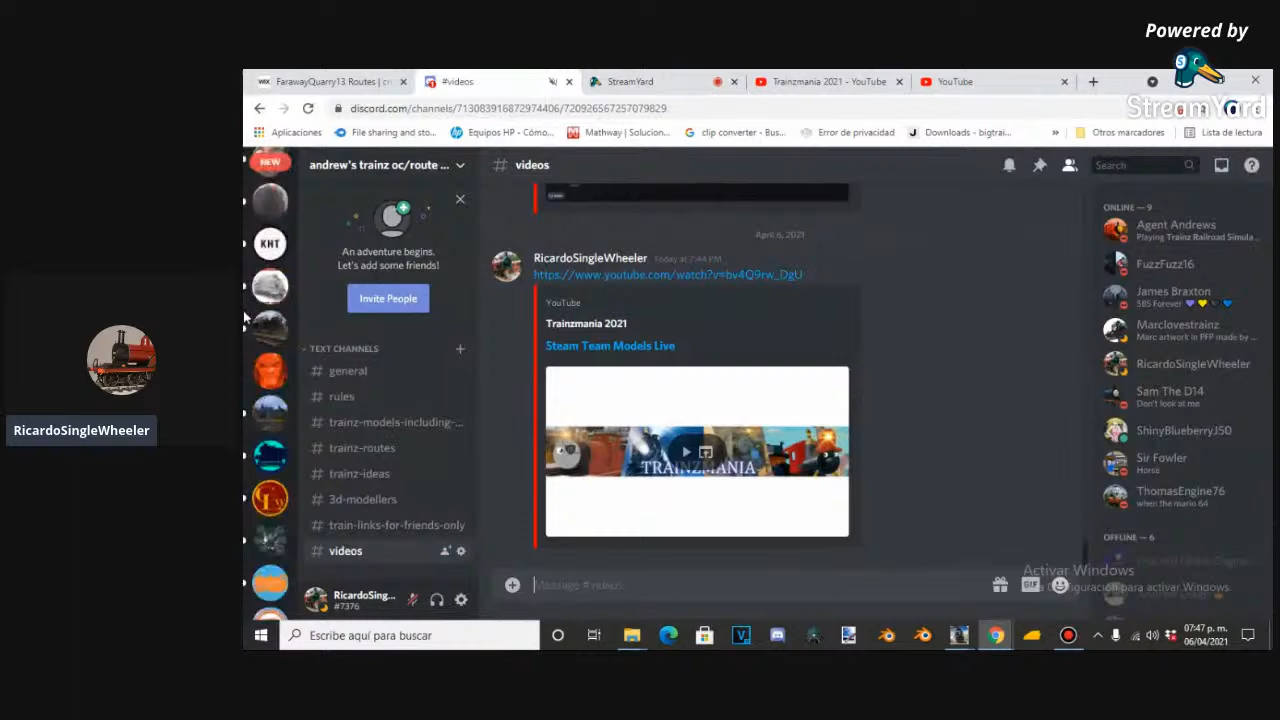 Powered by
StreamYard
FarawayQuarry13.Routes | cr
#videos
StreamYard
Trainzmania 2021 - YouTube
YouTube
discord.com/channels/713083916872974406/720926567257079829
Aplicaciones
File sharing and sto...
Equipos HP - Cómo...
Mathway | Solucion...
clip converter - Bus...
Error de privacidad
Downloads - bigtrai...
Otros marcadores
Lista de lectura
NEW
andrew's trainz oc/route ...
videos
Search
KHT
An adventure begins.
Let's add some friends!
Invite People
TEXT CHANNELS
general
rules
trainz-models-including-...
trainz-routes
trainz-ideas
3d-modellers
train-links-for-friends-only
videos
RicardoSing...
#7376
April 6, 2021
RicardoSingleWheeler Today at 7:44 PM
https://www.youtube.com/watch?v=bv4Q9rw_DgU
YouTube
Trainzmania 2021
Steam Team Models Live
TRAINZMANIA
Message #videos
GIF
ONLINE — 9
Agent Andrews
Playing Trainz Railroad Simula...
FuzzFuzz16
James Braxton
585 Forever
Marclovestrainz
Marc artwork in PFP made by ...
RicardoSingleWheeler
Sam The D14
Don't look at me
ShinyBlueberryJ50
Sir Fowler
Horse
ThomasEngine76
when the mario 64
OFFLINE — 6
Activar Windows
Configuración para activar Windows.
RicardoSingleWheeler
Escribe aquí para buscar
07:47 p. m.
06/04/2021